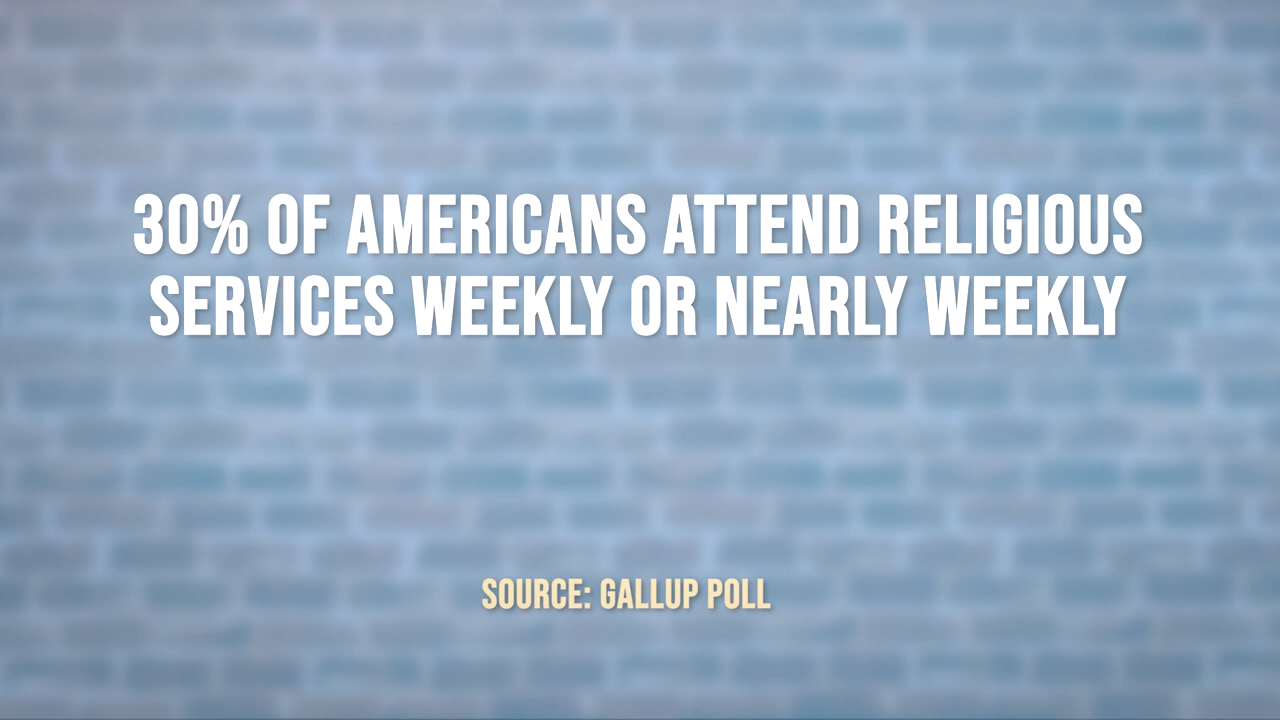 30% OF AMERICANS ATTEND RELIGIOUS
SERVICES WEEKLY OR NEARLY WEEKLY
SOURCE: GALLUP POLL